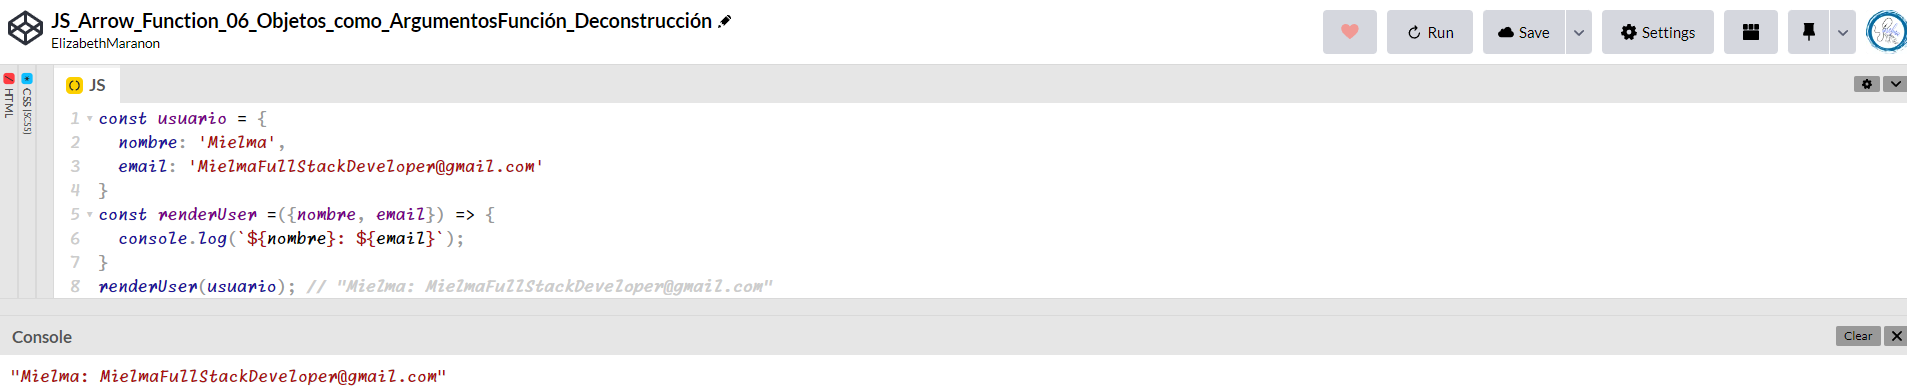 JS_Arrow_Function_06_Objetos_como_ArgumentosFunción_Deconstrucción
ElizabethMaranon
Run
Save
Settings
HTML
CSS (SCSS)
JS
1 const usuario = {
2 nombre: 'Mielma',
3 email: 'MielmaFullStackDeveloper@gmail.com'
4 }
5 const renderUser =({nombre, email}) => {
6 console.log(`${nombre}: ${email}`);
7 }
8 renderUser(usuario); // "Mielma: MielmaFullStackDeveloper@gmail.com"
Console
Clear
"Mielma: MielmaFullStackDeveloper@gmail.com"